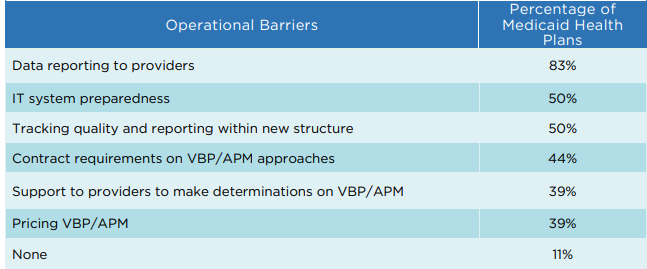 Operational Barriers
Percentage of
Medicaid Health
Plans
Data reporting to providers 83%
IT system preparedness 50%
Tracking quality and reporting within new structure 50%
Contract requirements on VBP/APM approaches 44%
Support to providers to make determinations on VBP/APM 39%
Pricing VBP/APM 39%
None 11%